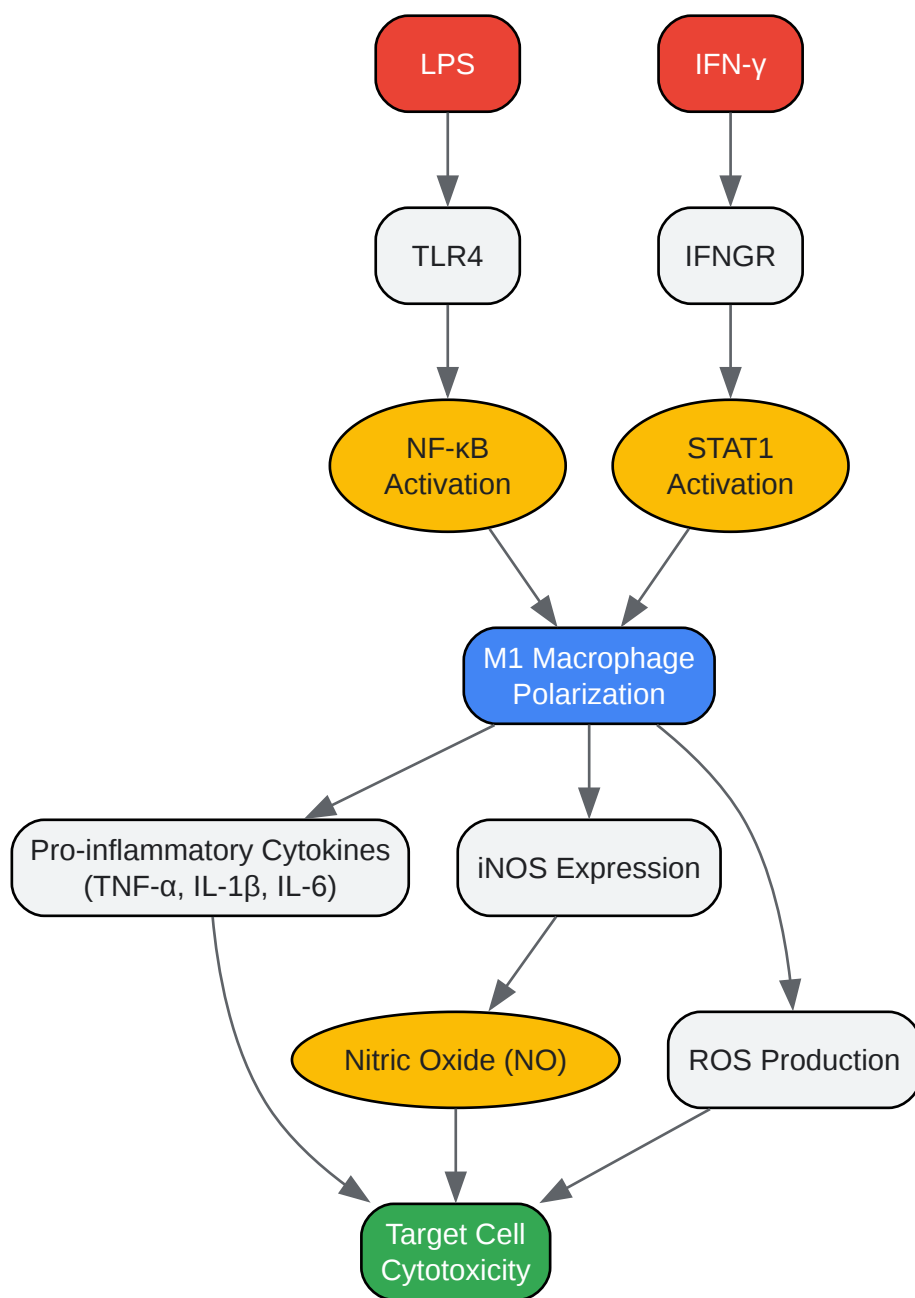 LPS
IFN-γ
TLR4
IFNGR
NF-κB
Activation
STAT1
Activation
M1 Macrophage
Polarization
Pro-inflammatory Cytokines
(TNF-α, IL-1β, IL-6)
iNOS Expression
Nitric Oxide (NO)
ROS Production
Target Cell
Cytotoxicity